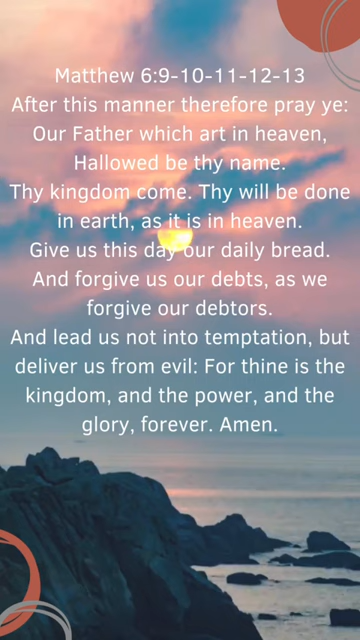 Matthew 6:9-10-11-12-13
After this manner therefore pray ye:
Our Father which art in heaven,
Hallowed be thy name.
Thy kingdom come. Thy will be done
in earth, as it is in heaven.
Give us this day our daily bread.
And forgive us our debts, as we
forgive our debtors.
And lead us not into temptation, but
deliver us from evil: For thine is the
kingdom, and the power, and the
glory, forever. Amen.